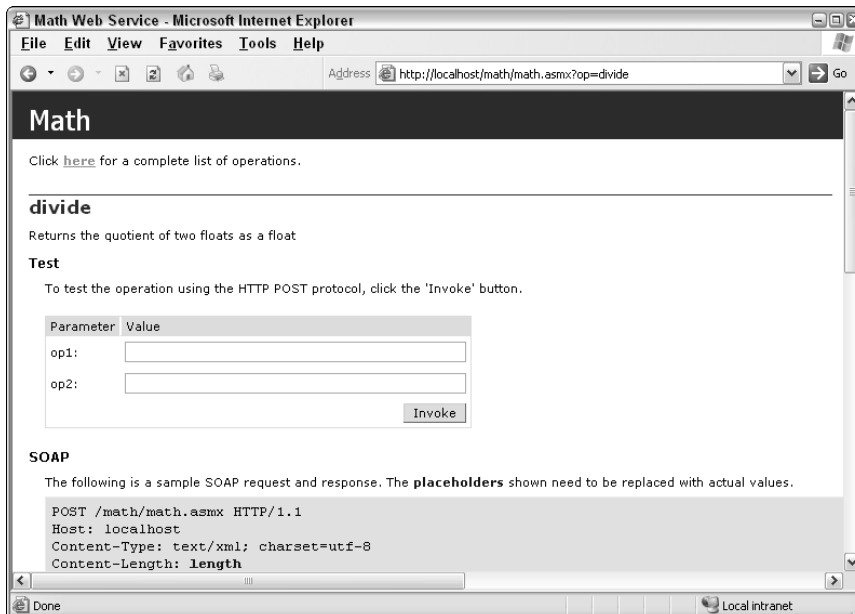 Math Web Service - Microsoft Internet Explorer
File Edit View Favorites Tools Help
Address http://localhost/math/math.asmx?op=divide Go
Math
Click here for a complete list of operations.
divide
Returns the quotient of two floats as a float
Test
To test the operation using the HTTP POST protocol, click the 'Invoke' button.
Parameter Value
op1:
op2:
Invoke
SOAP
The following is a sample SOAP request and response. The placeholders shown need to be replaced with actual values.
POST /math/math.asmx HTTP/1.1
Host: localhost
Content-Type: text/xml; charset=utf-8
Content-Length: length
Done Local intranet